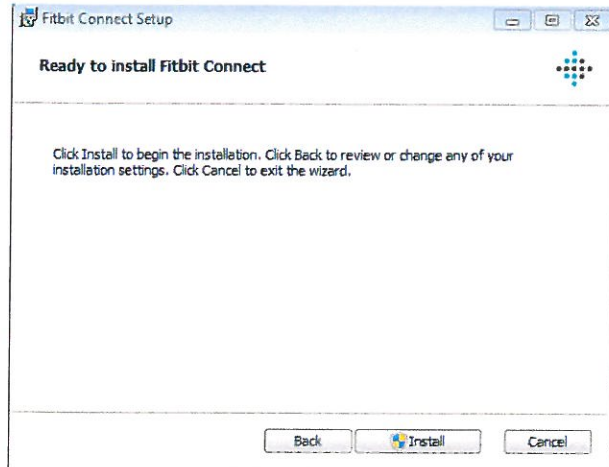 Fitbit Connect Setup
Ready to install Fitbit Connect
Click Install to begin the installation. Click Back to review or change any of your
installation settings. Click Cancel to exit the wizard.
Back Install Cancel